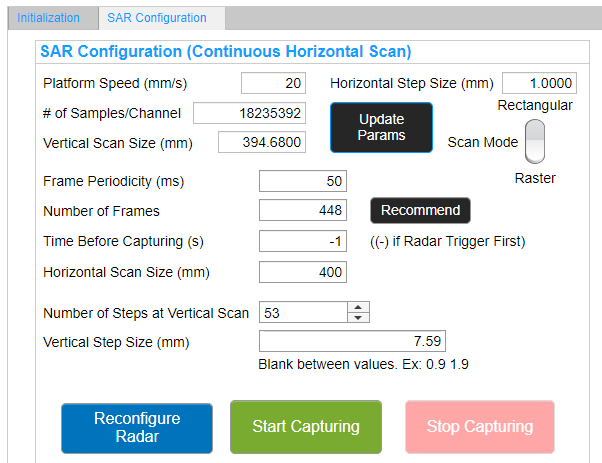 Initialization SAR Configuration
SAR Configuration (Continuous Horizontal Scan)
Platform Speed (mm/s) 20 Horizontal Step Size (mm) 1.0000
# of Samples/Channel 18235392 Update Params Rectangular
Vertical Scan Size (mm) 394.6800 Scan Mode
Raster
Frame Periodicity (ms) 50
Number of Frames 448 Recommend
Time Before Capturing (s) -1 ((-) if Radar Trigger First)
Horizontal Scan Size (mm) 400
Number of Steps at Vertical Scan 53
Vertical Step Size (mm) 7.59
Blank between values. Ex: 0.9 1.9
Reconfigure Radar Start Capturing Stop Capturing